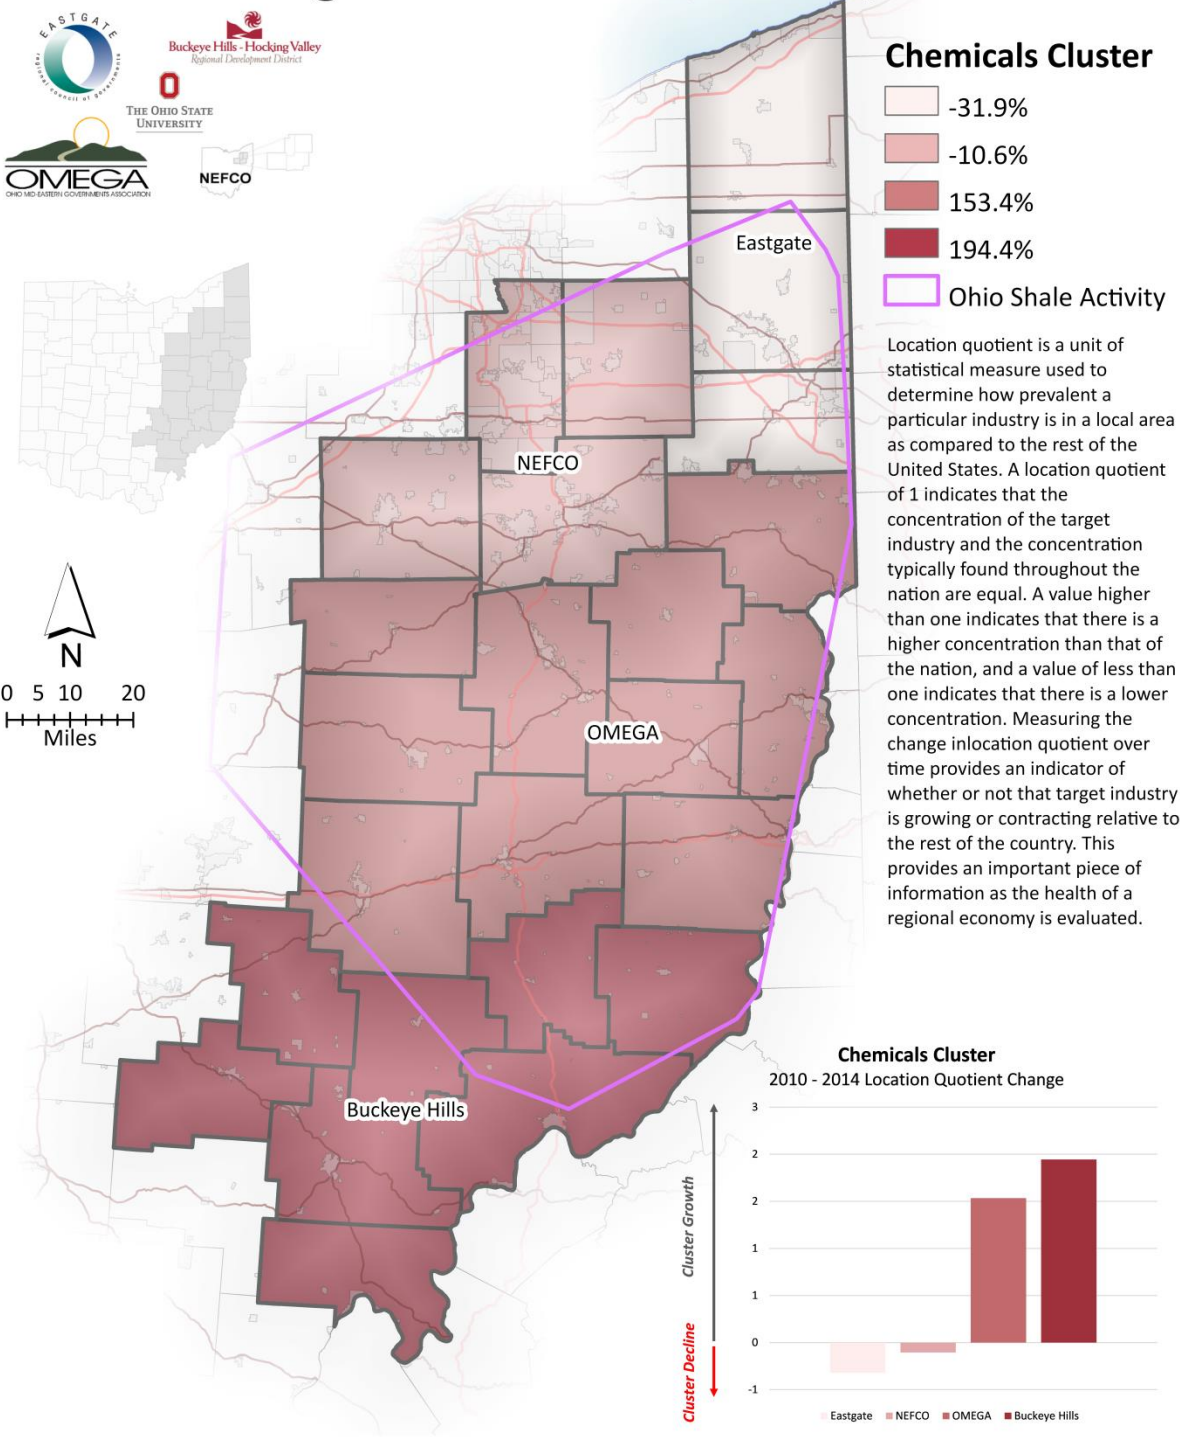 EASTGATE
regional council of governments
Buckeye Hills - Hocking Valley
Regional Development District
THE OHIO STATE
UNIVERSITY
OMEGA
OHIO MID-EASTERN GOVERNMENTS ASSOCIATION
NEFCO
Chemicals Cluster
-31.9%
-10.6%
153.4%
194.4%
Ohio Shale Activity
Location quotient is a unit of
statistical measure used to
determine how prevalent a
particular industry is in a local area
as compared to the rest of the
United States. A location quotient
of 1 indicates that the
concentration of the target
industry and the concentration
typically found throughout the
nation are equal. A value higher
than one indicates that there is a
higher concentration than that of
the nation, and a value of less than
one indicates that there is a lower
concentration. Measuring the
change inlocation quotient over
time provides an indicator of
whether or not that target industry
is growing or contracting relative to
the rest of the country. This
provides an important piece of
information as the health of a
regional economy is evaluated.
Eastgate
NEFCO
OMEGA
Buckeye Hills
N
0 5 10 20
Miles
Chemicals Cluster
2010 - 2014 Location Quotient Change
3
2
2
1
1
0
-1
Cluster Growth
Cluster Decline
Eastgate NEFCO OMEGA Buckeye Hills